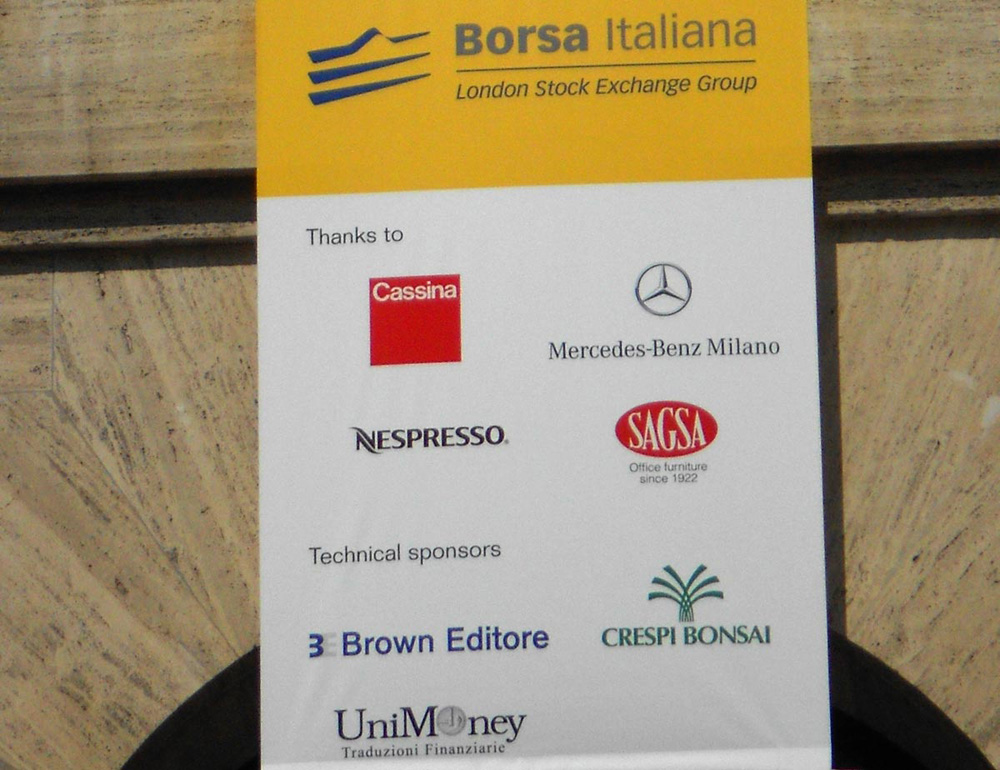 Borsa Italiana
London Stock Exchange Group
Thanks to
Cassina
Mercedes-Benz Milano
NESPRESSO
SAGSA
Office furniture
since 1922
Technical sponsors
BE Brown Editore
CRESPI BONSAI
UniMoney
Traduzioni Finanziarie